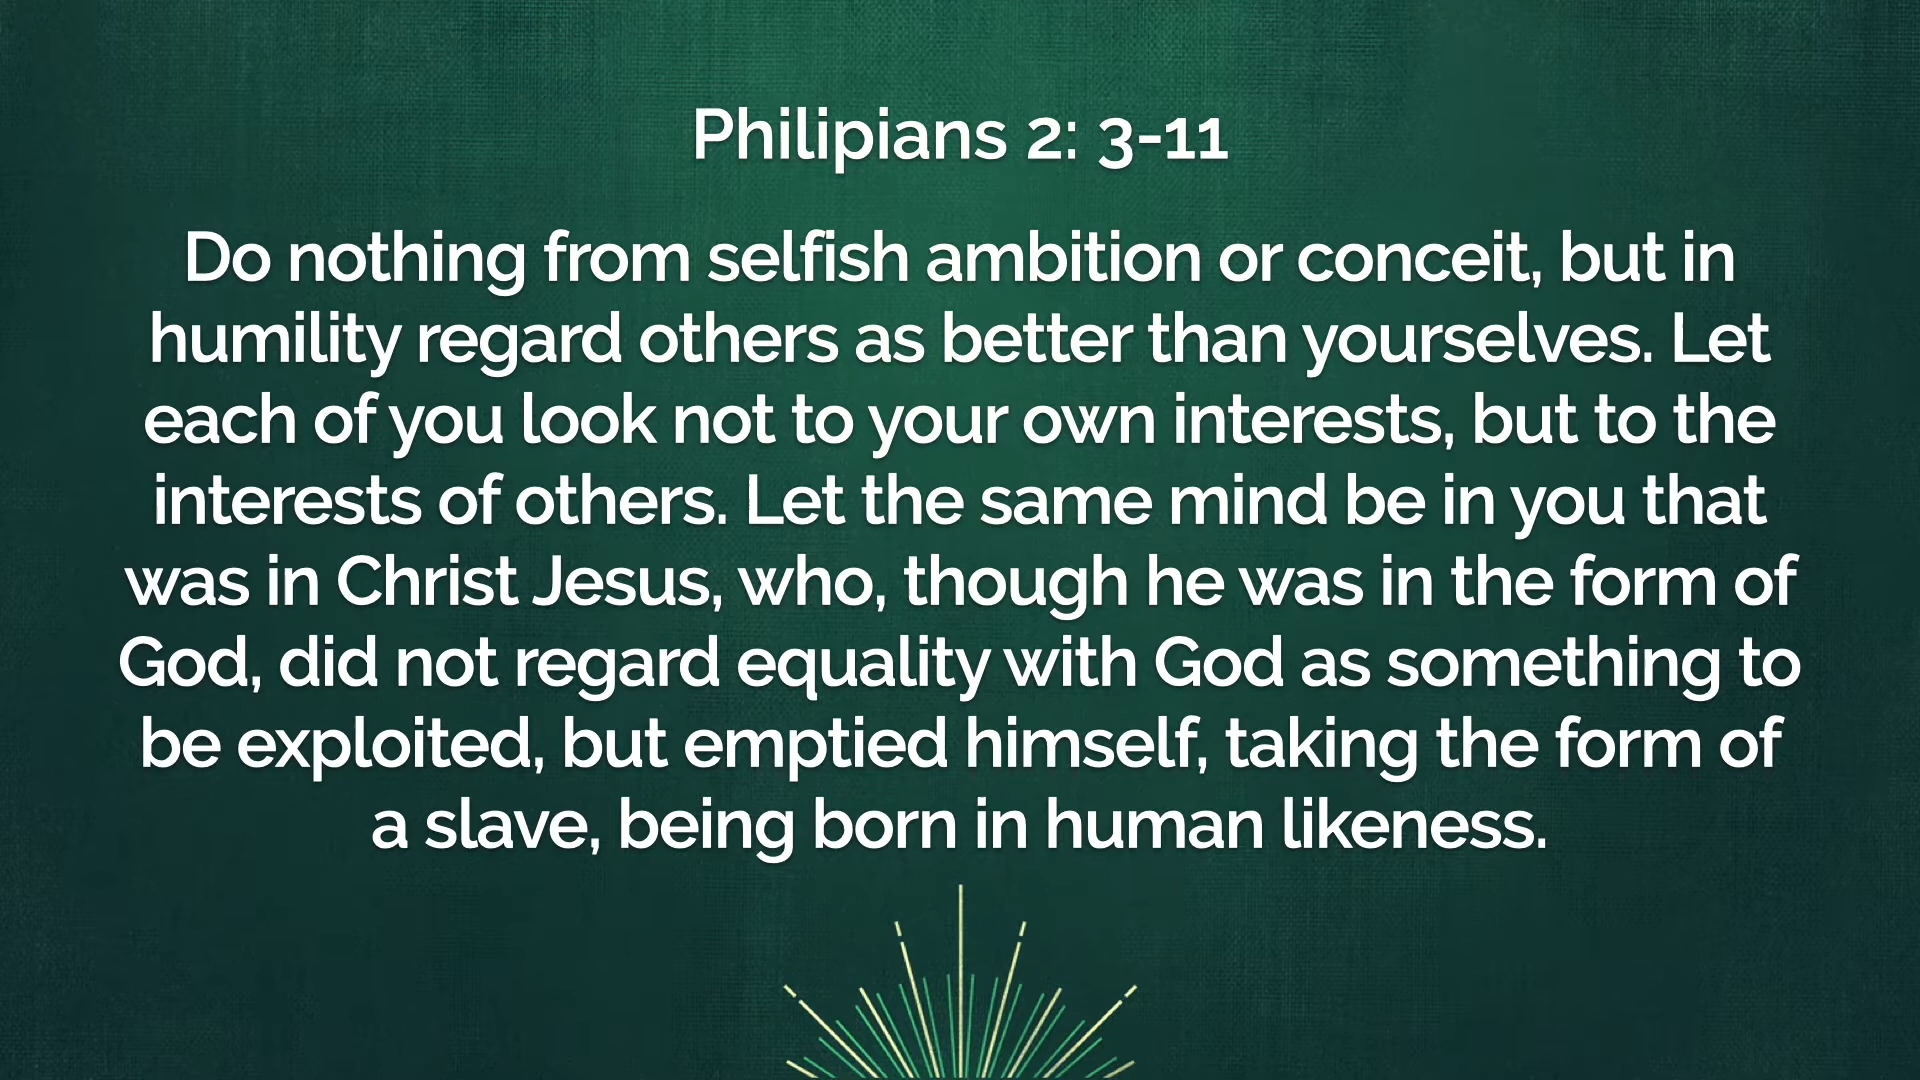 Philipians 2: 3-11
Do nothing from selfish ambition or conceit, but in
humility regard others as better than yourselves. Let
each of you look not to your own interests, but to the
interests of others. Let the same mind be in you that
was in Christ Jesus, who, though he was in the form of
God, did not regard equality with God as something to
be exploited, but emptied himself, taking the form of
a slave, being born in human likeness.